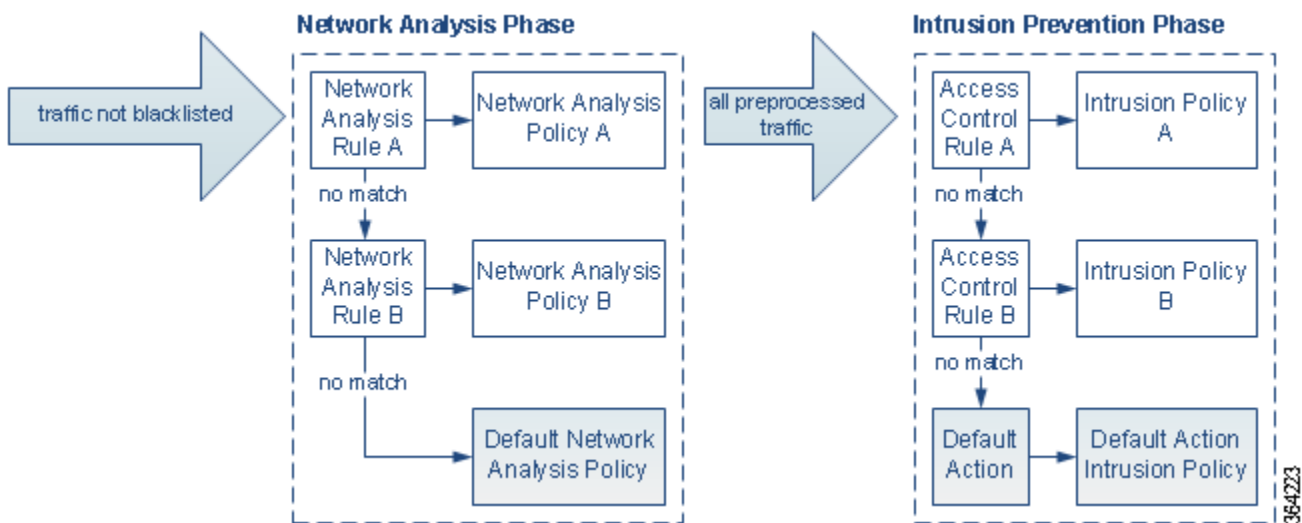 Network Analysis Phase
traffic not blacklisted
Network
Analysis
Rule A
Network Analysis
Policy A
no match
Network
Analysis
Rule B
Network Analysis
Policy B
no match
Default Network
Analysis Policy
all preprocessed
traffic
Intrusion Prevention Phase
Access
Control
Rule A
Intrusion Policy
A
no match
Access
Control
Rule B
Intrusion Policy
B
no match
Default
Action
Default Action
Intrusion Policy
364223